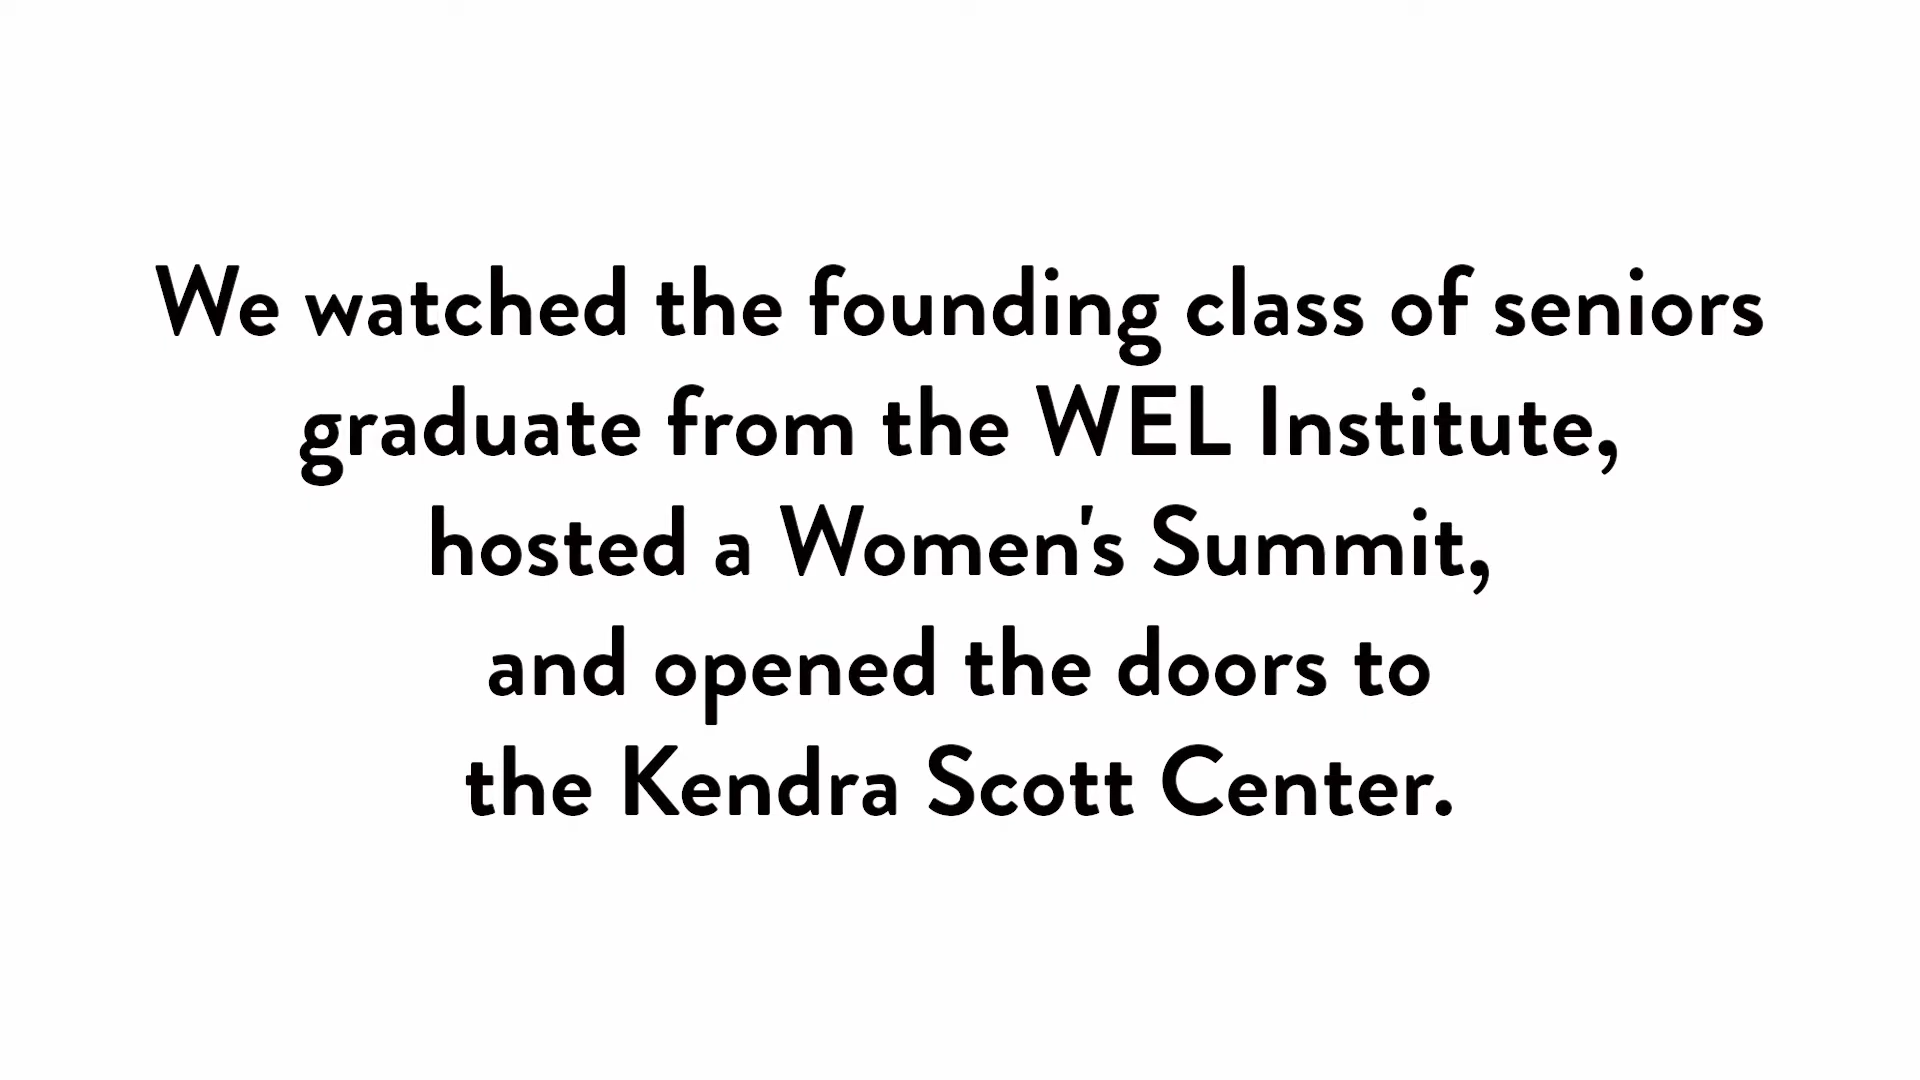 We watched the founding class of seniors
graduate from the WEL Institute,
hosted a Women's Summit,
and opened the doors to
the Kendra Scott Center.